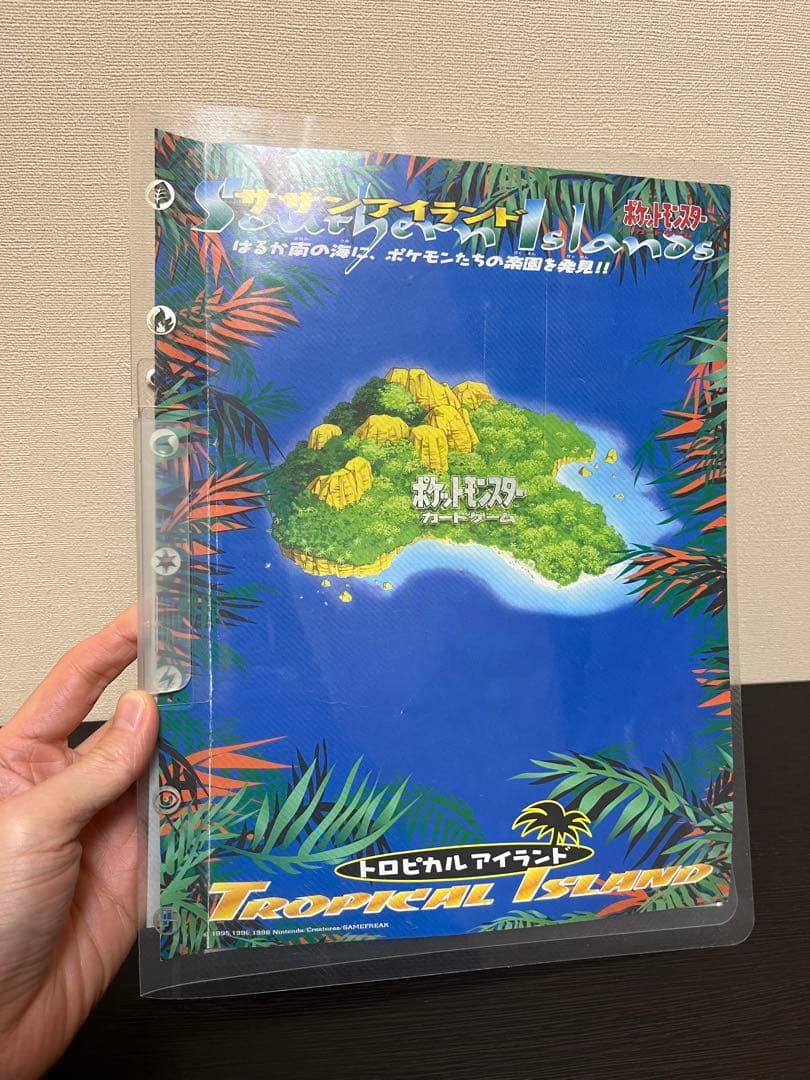 サザンアイランド
Southern Islands
ポケットモンスター
はるか南の海に、ポケモンたちの楽園を発見!!
ポケットモンスター
カードゲーム
トロピカル アイランド
TROPICAL ISLAND
© 1995,1996,1998 Nintendo/Creatures/GAMEFREAK